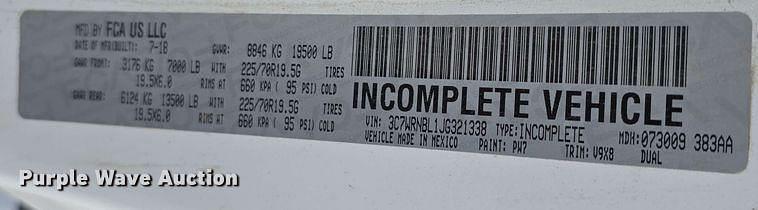 MFD BY FCA US LLC
DATE OF MFR(BUILT): 7-18 GVWR: 8846 KG 19500 LB
GAWR FRONT: 3176 KG 7000 LB WITH 225/70R19.5G TIRES
19.5X6.0 RIMS AT 660 KPA ( 95 PSI) COLD
GAWR REAR: 6124 KG 13500 LB WITH 225/70R19.5G TIRES
19.5X6.0 RIMS AT 660 KPA ( 95 PSI) COLD
INCOMPLETE VEHICLE
VIN: 3C7WRNBL1JG321338 TYPE: INCOMPLETE MDH: 073009 383AA
VEHICLE MADE IN MEXICO PAINT: PW7 TRIM: V9X8 DUAL
Purple Wave Auction